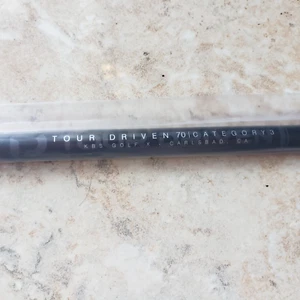 TOUR DRIVEN 70|CATEGORY 3
KBS GOLF CARLSBAD, CA